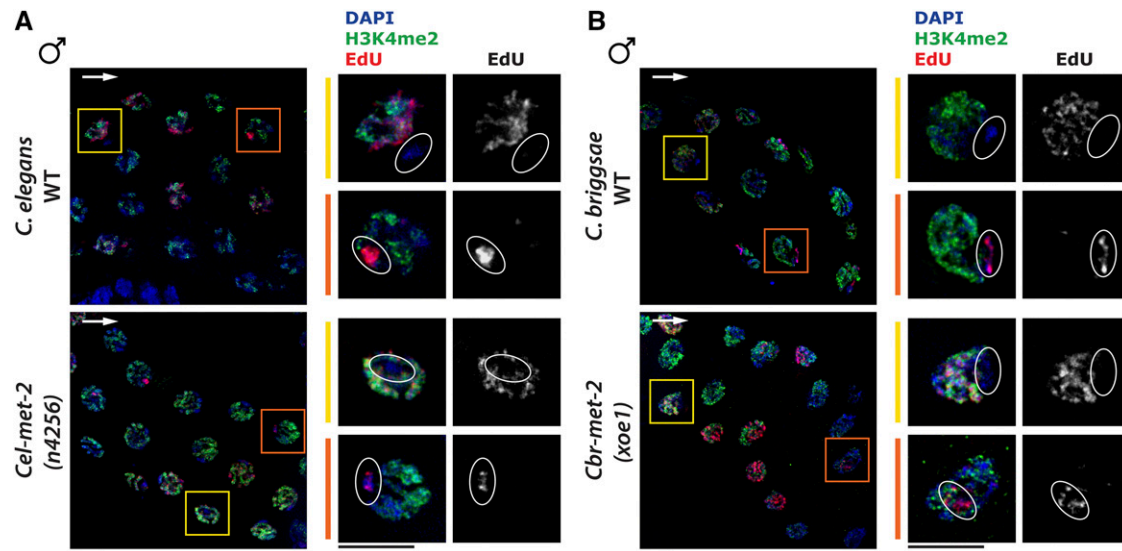 A
♂
DAPI
H3K4me2
EdU EdU
C. elegans
WT
Cel-met-2
(n4256)
B
♂
DAPI
H3K4me2
EdU EdU
C. briggsae
WT
Cbr-met-2
(xoe1)